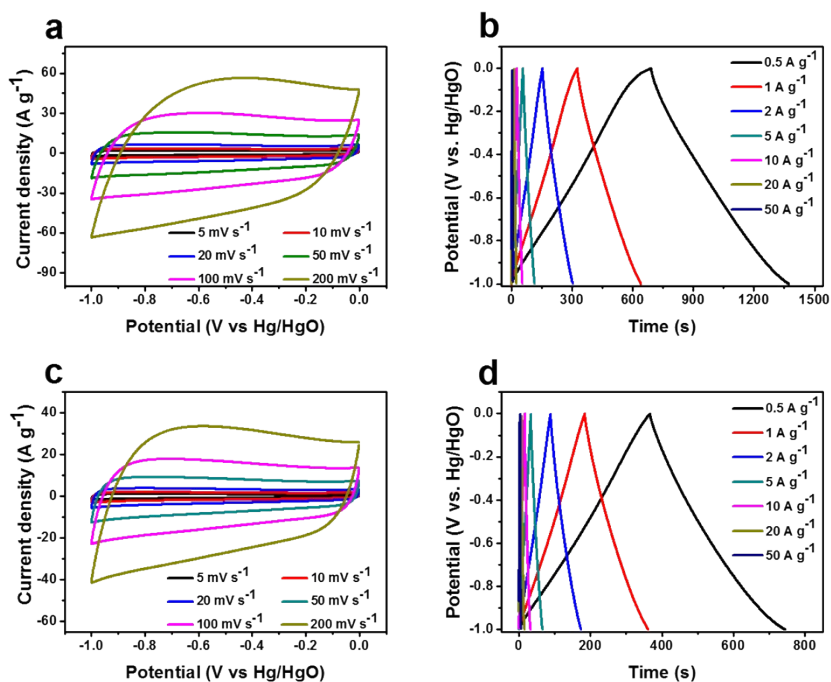 a
Current density (A g⁻¹)
60
30
0
-30
-60
-90
5 mV s⁻¹ 10 mV s⁻¹
20 mV s⁻¹ 50 mV s⁻¹
100 mV s⁻¹ 200 mV s⁻¹
-1.0 -0.8 -0.6 -0.4 -0.2 0.0
Potential (V vs Hg/HgO)
b
Potential (V vs. Hg/HgO)
0.0
-0.2
-0.4
-0.6
-0.8
-1.0
0.5 A g⁻¹
1 A g⁻¹
2 A g⁻¹
5 A g⁻¹
10 A g⁻¹
20 A g⁻¹
50 A g⁻¹
0 300 600 900 1200 1500
Time (s)
c
Current density (A g⁻¹)
40
20
0
-20
-40
-60
5 mV s⁻¹ 10 mV s⁻¹
20 mV s⁻¹ 50 mV s⁻¹
100 mV s⁻¹ 200 mV s⁻¹
-1.0 -0.8 -0.6 -0.4 -0.2 0.0
Potential (V vs Hg/HgO)
d
Potential (V vs. Hg/HgO)
0.0
-0.2
-0.4
-0.6
-0.8
-1.0
0.5 A g⁻¹
1 A g⁻¹
2 A g⁻¹
5 A g⁻¹
10 A g⁻¹
20 A g⁻¹
50 A g⁻¹
0 200 400 600 800
Time (s)